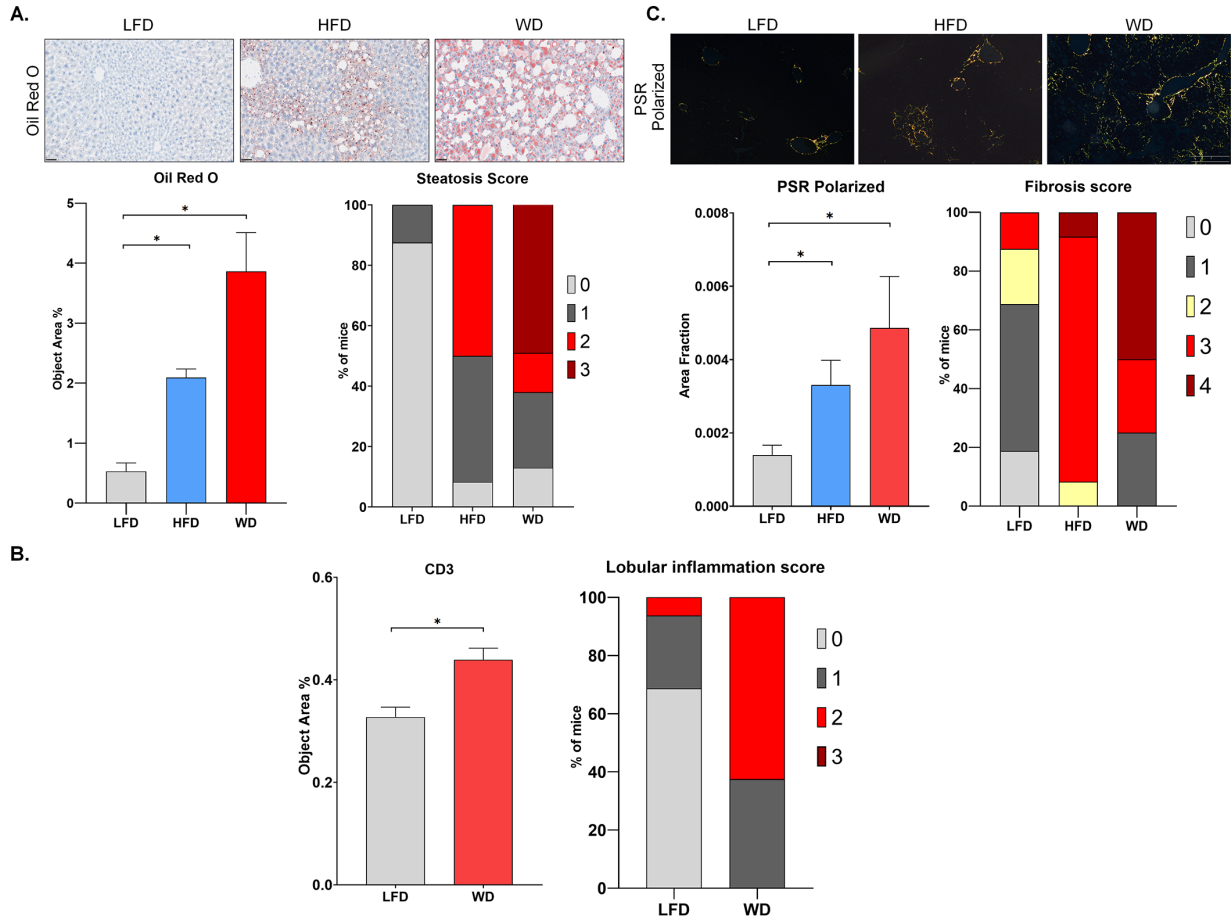 A.
LFD HFD WD
Oil Red O
Oil Red O
Object Area %
5
4
3
2
1
0
LFD HFD WD
*
*
Steatosis Score
% of mice
100
80
60
40
20
0
LFD HFD WD
0
1
2
3
C.
LFD HFD WD
PSR
Polarized
PSR Polarized
Area Fraction
0.008
0.006
0.004
0.002
0.000
LFD HFD WD
*
*
Fibrosis score
% of mice
100
80
60
40
20
0
LFD HFD WD
0
1
2
3
4
B.
CD3
Object Area %
0.6
0.4
0.2
0.0
LFD WD
*
Lobular inflammation score
% of mice
100
80
60
40
20
0
LFD WD
0
1
2
3